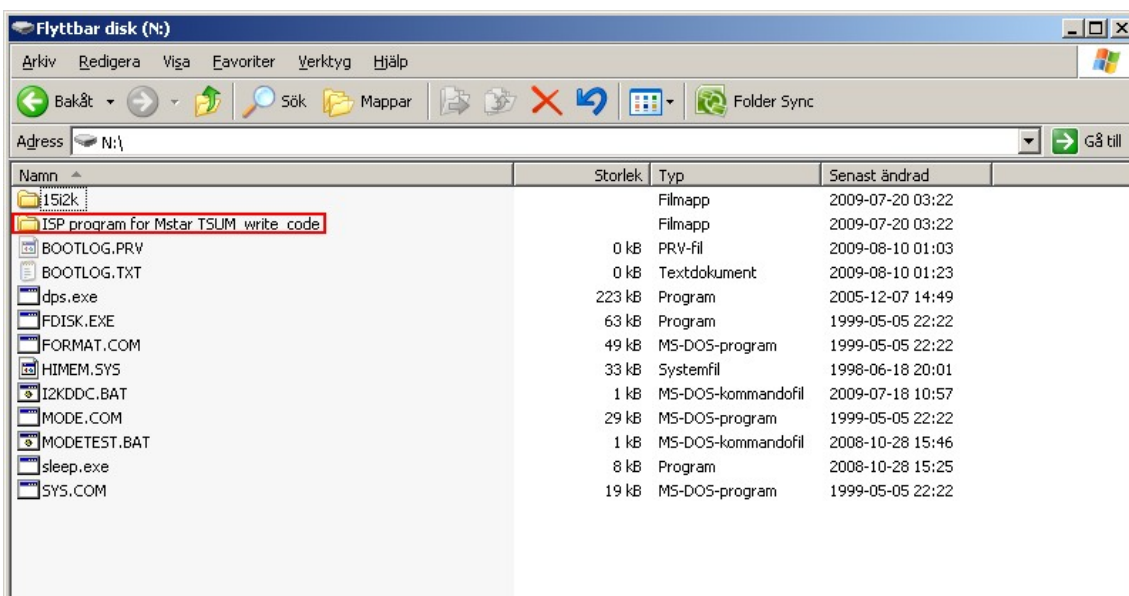 Flyttbar disk (N:)
Arkiv Redigera Visa Favoriter Verktyg Hjälp
Bakåt Sök Mappar Folder Sync
Adress N:\ Gå till
Namn Storlek Typ Senast ändrad
15i2k Filmapp 2009-07-20 03:22
ISP program for Mstar TSUM_write_code Filmapp 2009-07-20 03:22
BOOTLOG.PRV 0 kB PRV-fil 2009-08-10 01:03
BOOTLOG.TXT 0 kB Textdokument 2009-08-10 01:23
dps.exe 223 kB Program 2005-12-07 14:49
FDISK.EXE 63 kB Program 1999-05-05 22:22
FORMAT.COM 49 kB MS-DOS-program 1999-05-05 22:22
HIMEM.SYS 33 kB Systemfil 1998-06-18 20:01
I2KDDC.BAT 1 kB MS-DOS-kommandofil 2009-07-18 10:57
MODE.COM 29 kB MS-DOS-program 1999-05-05 22:22
MODETEST.BAT 1 kB MS-DOS-kommandofil 2008-10-28 15:46
sleep.exe 8 kB Program 2008-10-28 15:25
SYS.COM 19 kB MS-DOS-program 1999-05-05 22:22